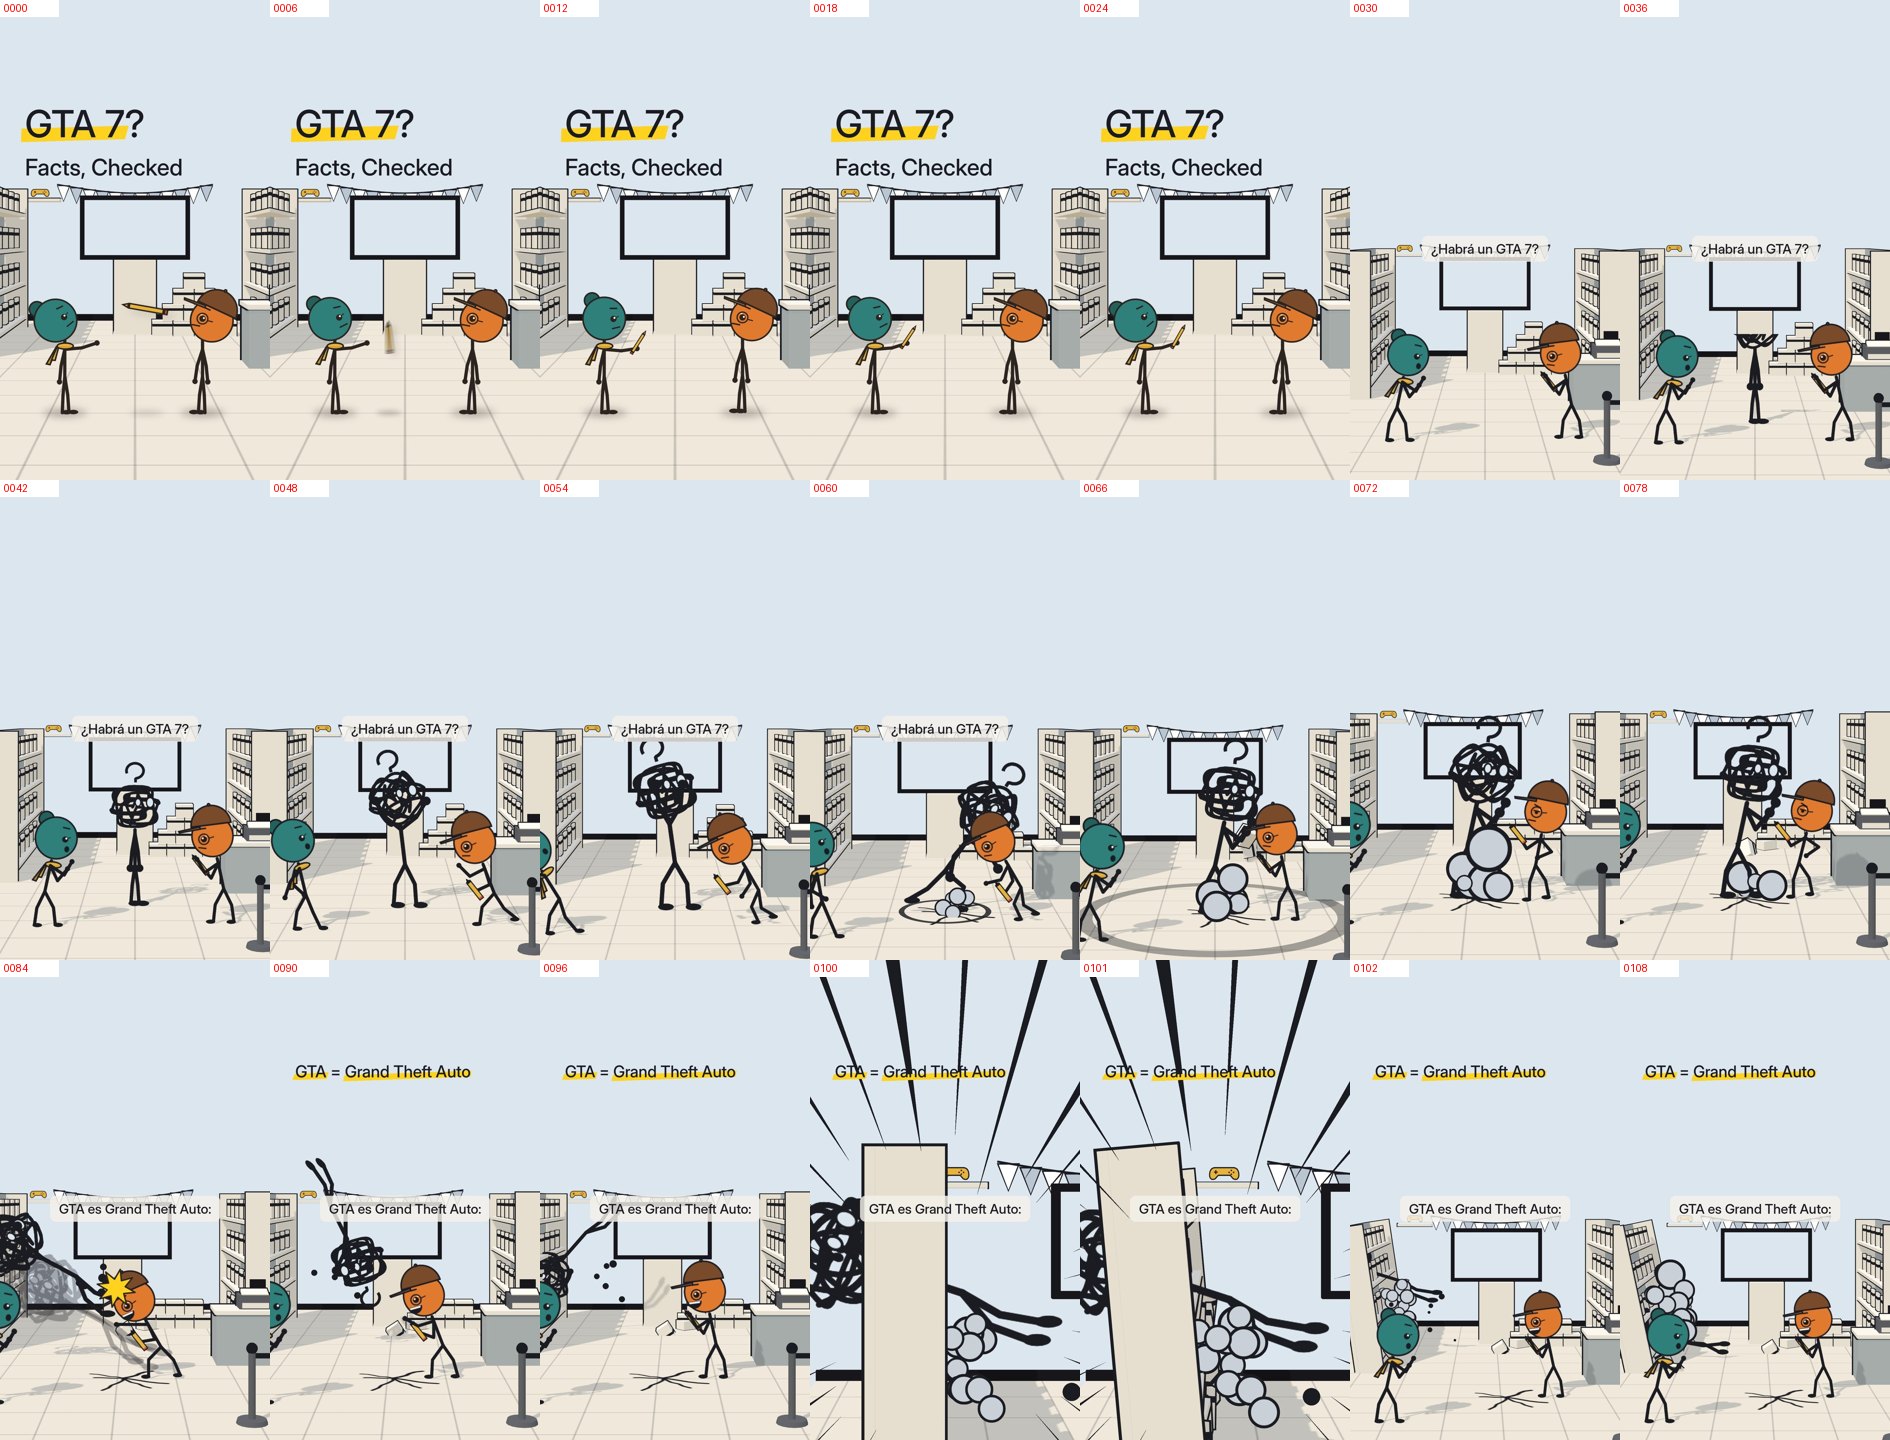 0000
0006
0012
0018
0024
0030
0036
GTA 7?
GTA 7?
GTA 7?
GTA 7?
GTA 7?
Facts, Checked
Facts, Checked
Facts, Checked
Facts, Checked
Facts, Checked
¿Habrá un GTA 7?
¿Habrá un GTA 7?
0042
0048
0054
0060
0066
0072
0078
¿Habrá un GTA 7?
¿Habrá un GTA 7?
¿Habrá un GTA 7?
¿Habrá un GTA 7?
0084
0090
0096
0100
0101
0102
0108
GTA = Grand Theft Auto
GTA = Grand Theft Auto
GTA = Grand Theft Auto
GTA = Grand Theft Auto
GTA = Grand Theft Auto
GTA = Grand Theft Auto
GTA es Grand Theft Auto:
GTA es Grand Theft Auto:
GTA es Grand Theft Auto:
GTA es Grand Theft Auto:
GTA es Grand Theft Auto:
GTA es Grand Theft Auto:
GTA es Grand Theft Auto: